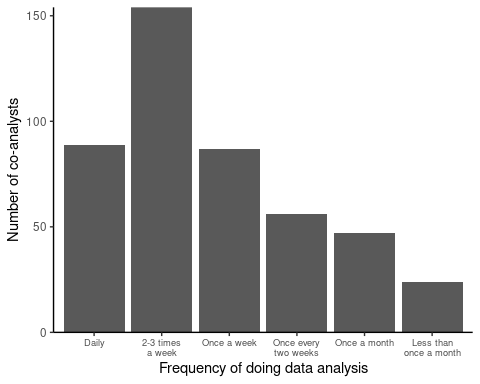 Number of co-analysts
150
100
50
0
Daily
2-3 times
a week
Once a week
Once every
two weeks
Once a month
Less than
once a month
Frequency of doing data analysis